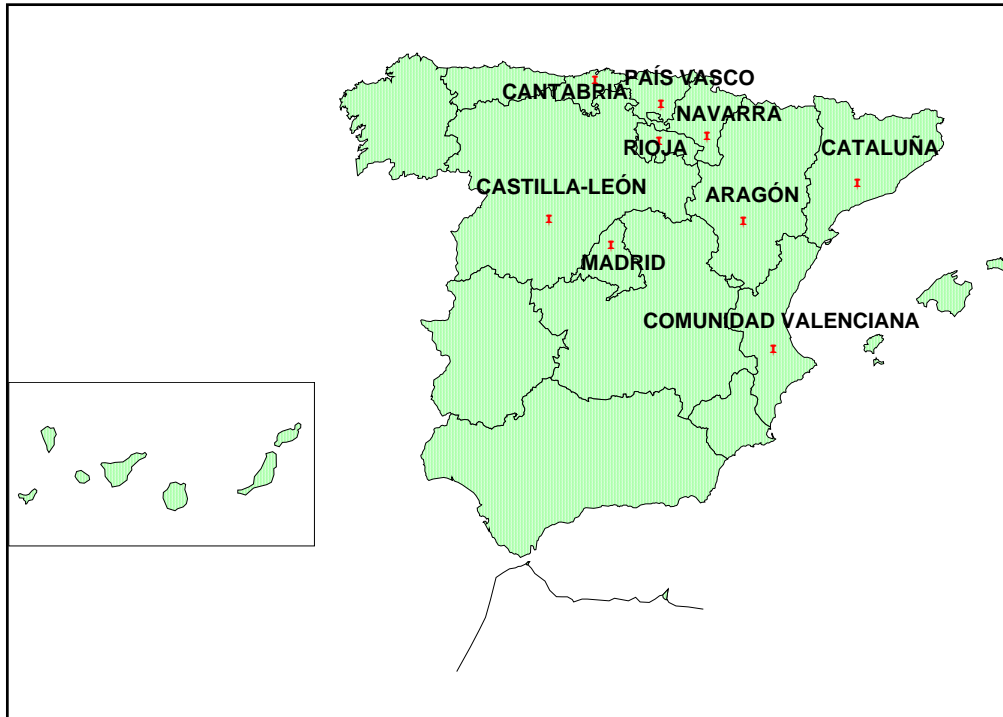 PAÍS VASCO
CANTABRIA
NAVARRA
RIOJA
CATALUÑA
CASTILLA-LEÓN
ARAGÓN
MADRID
COMUNIDAD VALENCIANA